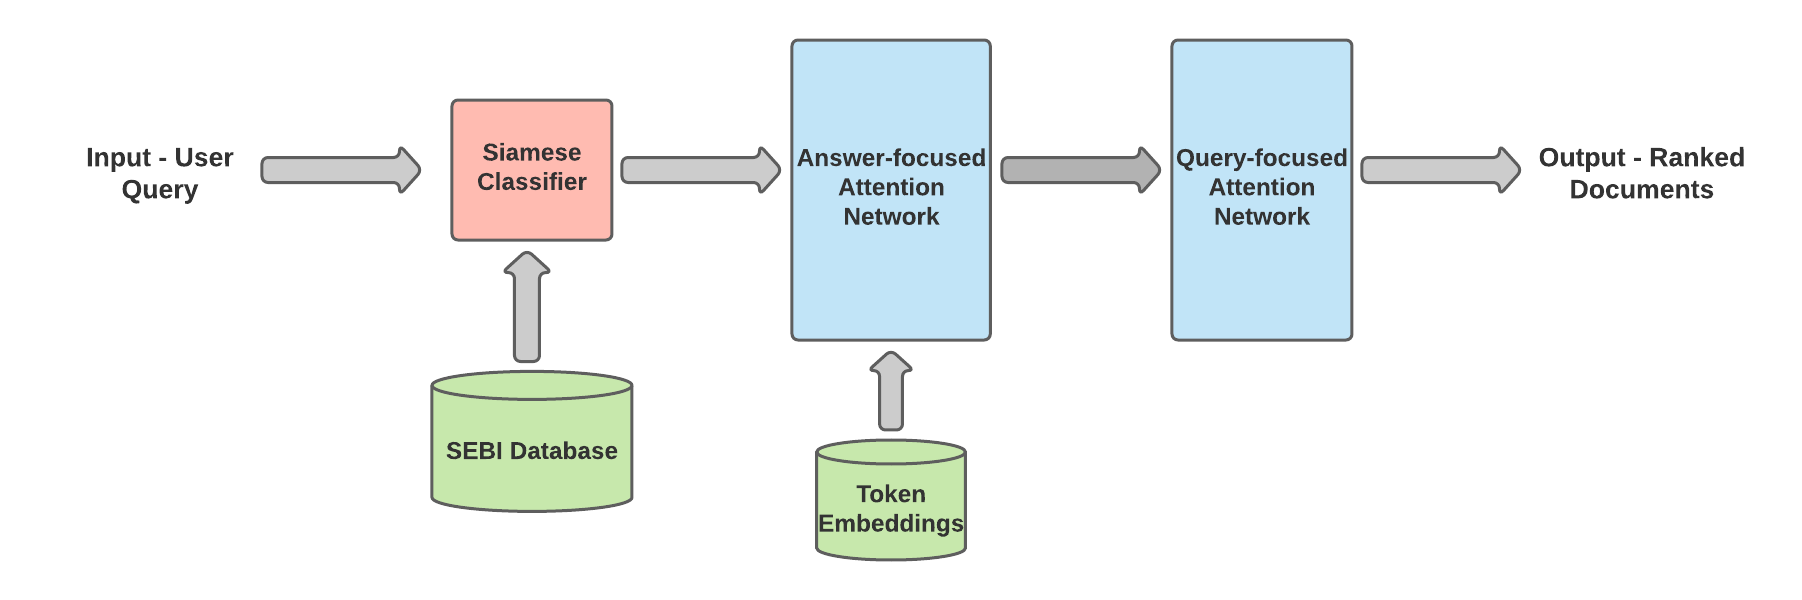 Input - User
Query
Siamese
Classifier
Answer-focused
Attention
Network
Query-focused
Attention
Network
Output - Ranked
Documents
SEBI Database
Token
Embeddings